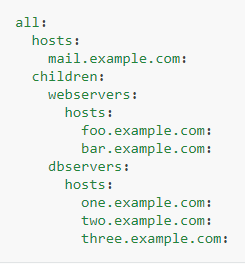 all:
  hosts:
    mail.example.com:
  children:
    webservers:
      hosts:
        foo.example.com:
        bar.example.com:
    dbservers:
      hosts:
        one.example.com:
        two.example.com:
        three.example.com: